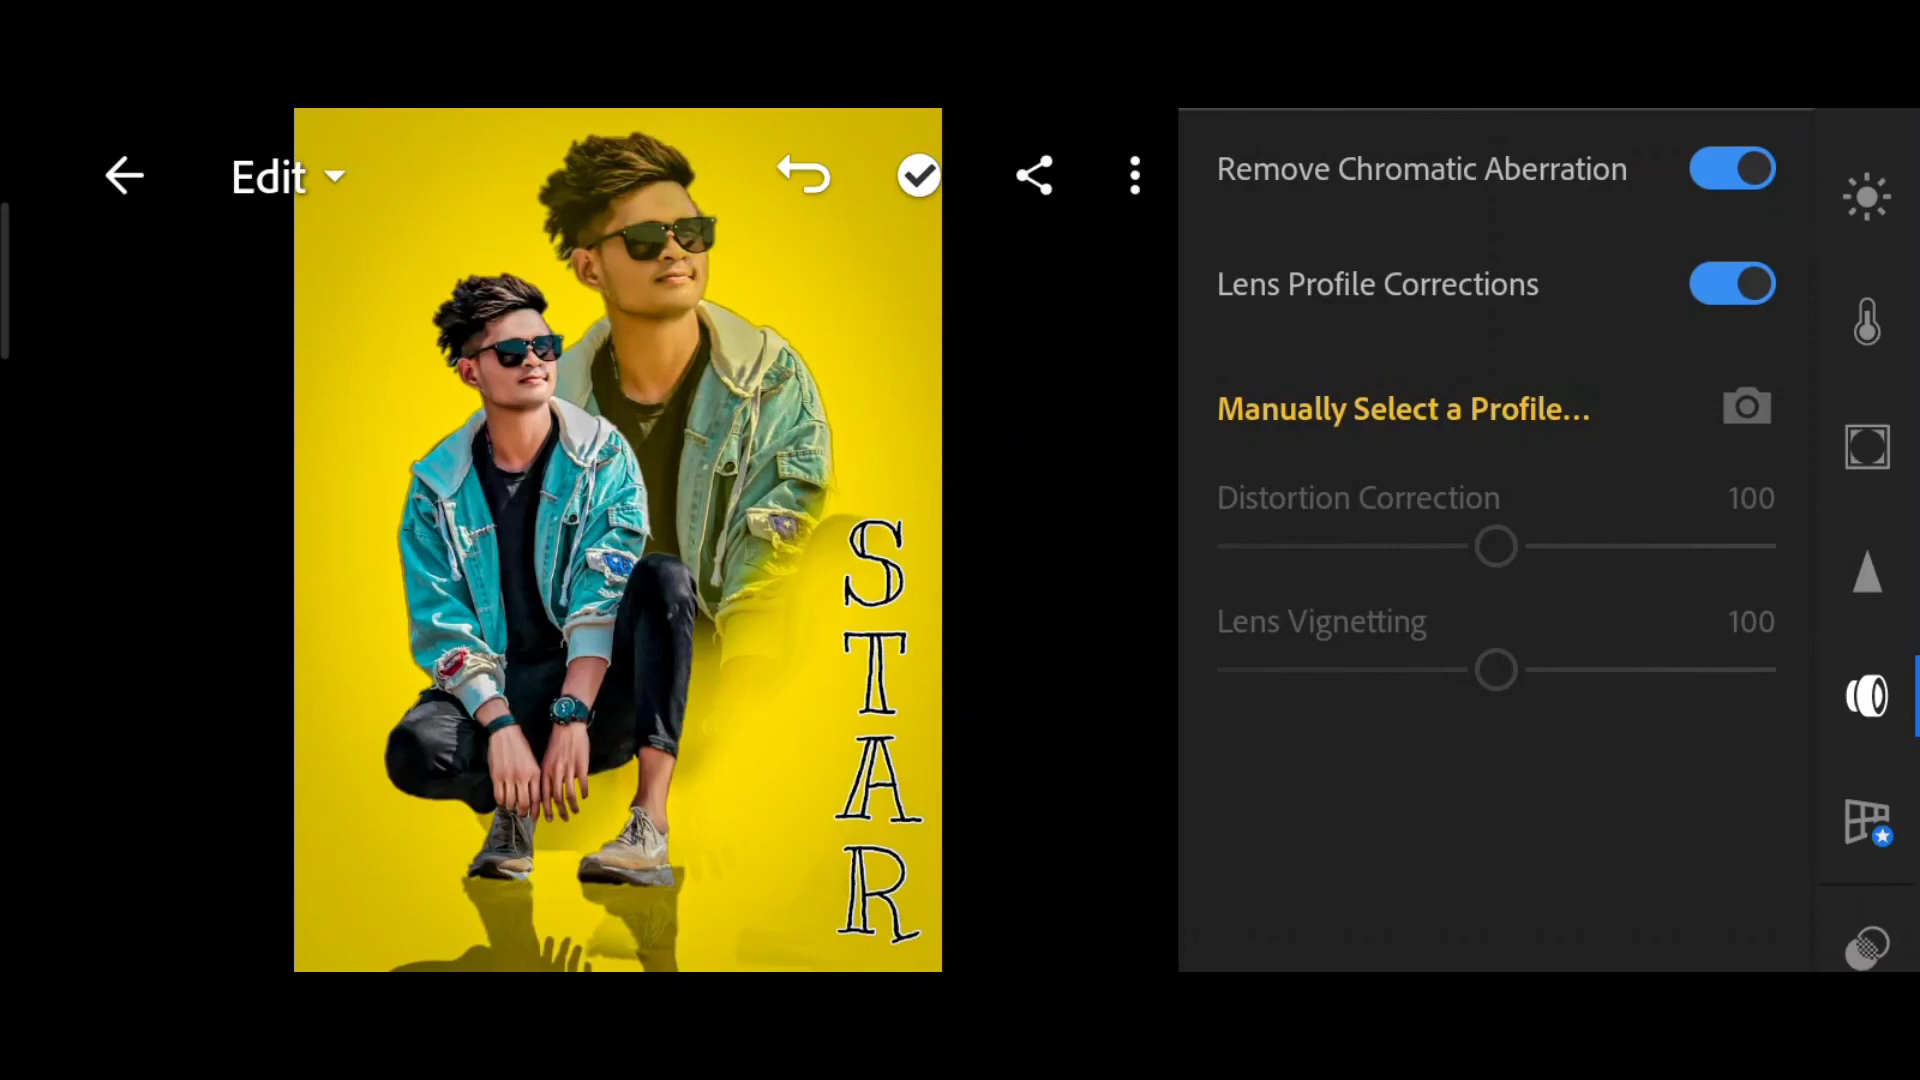 Edit
Remove Chromatic Aberration
Lens Profile Corrections
Manually Select a Profile...
Distortion Correction 100
Lens Vignetting 100
S
T
A
R